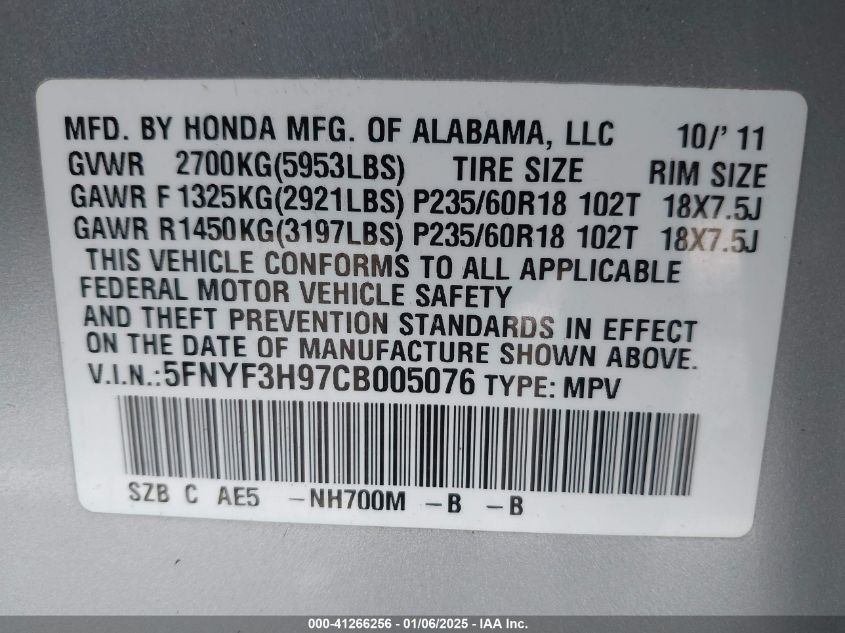 MFD. BY HONDA MFG. OF ALABAMA, LLC 10/'11
GVWR 2700KG(5953LBS) TIRE SIZE RIM SIZE
GAWR F 1325KG(2921LBS) P235/60R18 102T 18X7.5J
GAWR R1450KG(3197LBS) P235/60R18 102T 18X7.5J
THIS VEHICLE CONFORMS TO ALL APPLICABLE
FEDERAL MOTOR VEHICLE SAFETY
AND THEFT PREVENTION STANDARDS IN EFFECT
ON THE DATE OF MANUFACTURE SHOWN ABOVE.
V.I.N.:5FNYF3H97CB005076 TYPE: MPV
SZB C AE5 -NH700M -B -B
000-41266256 - 01/06/2025 - IAA Inc.